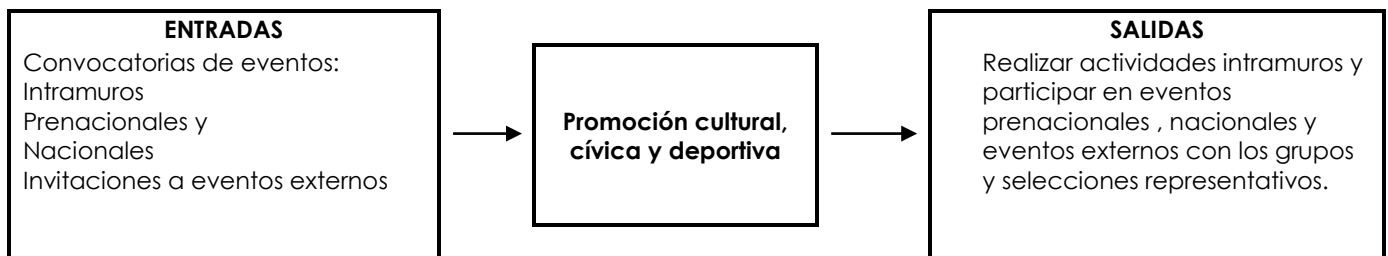 ENTRADAS
Convocatorias de eventos:
Intramuros
Prenacionales y
Nacionales
Invitaciones a eventos externos
Promoción cultural,
cívica y deportiva
SALIDAS
Realizar actividades intramuros y
participar en eventos
prenacionales , nacionales y
eventos externos con los grupos
y selecciones representativos.